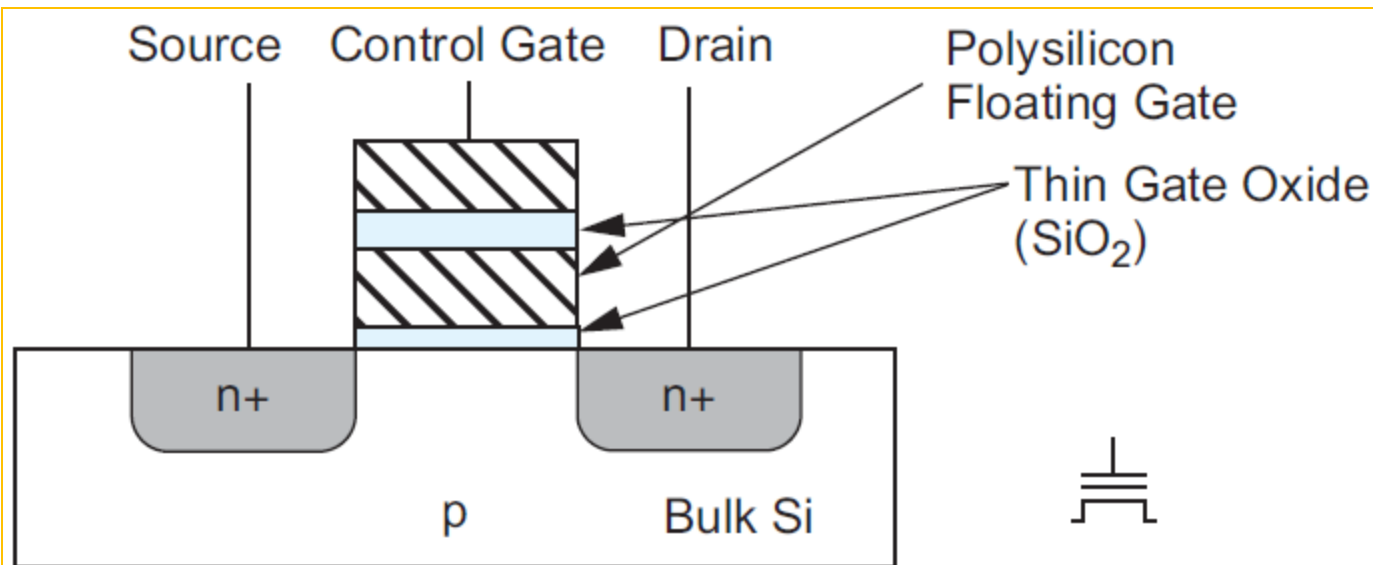 Source
Control Gate
Drain
Polysilicon
Floating Gate
Thin Gate Oxide
(SiO₂)
n+
n+
p
Bulk Si